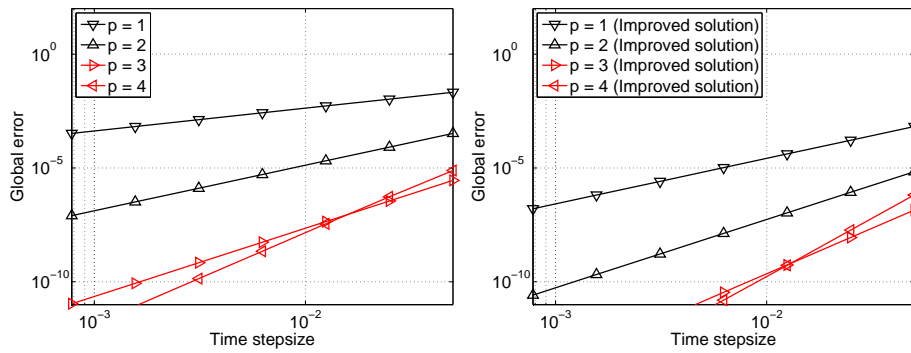 p = 1
p = 2
p = 3
p = 4
10^0
10^-5
10^-10
Global error
10^-3
10^-2
Time stepsize
p = 1 (Improved solution)
p = 2 (Improved solution)
p = 3 (Improved solution)
p = 4 (Improved solution)
10^0
10^-5
10^-10
Global error
10^-3
10^-2
Time stepsize